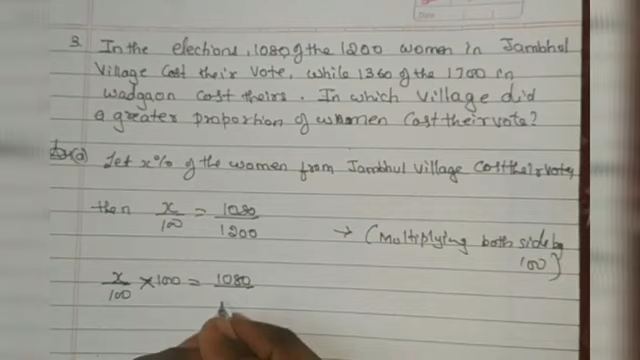 Date
3. In the elections, 1080 of the 1200 women in Jambhul
Village cast their vote, while 1360 of the 1700 in
Wadgaon cast theirs. In which village did
a greater proportion of women cast their vote?
Let x% of the women from Jambhul village cast their vote,
then x/100 = 1080/1200 → (Multiplying both side by
100)
x/100 × 100 = 1080